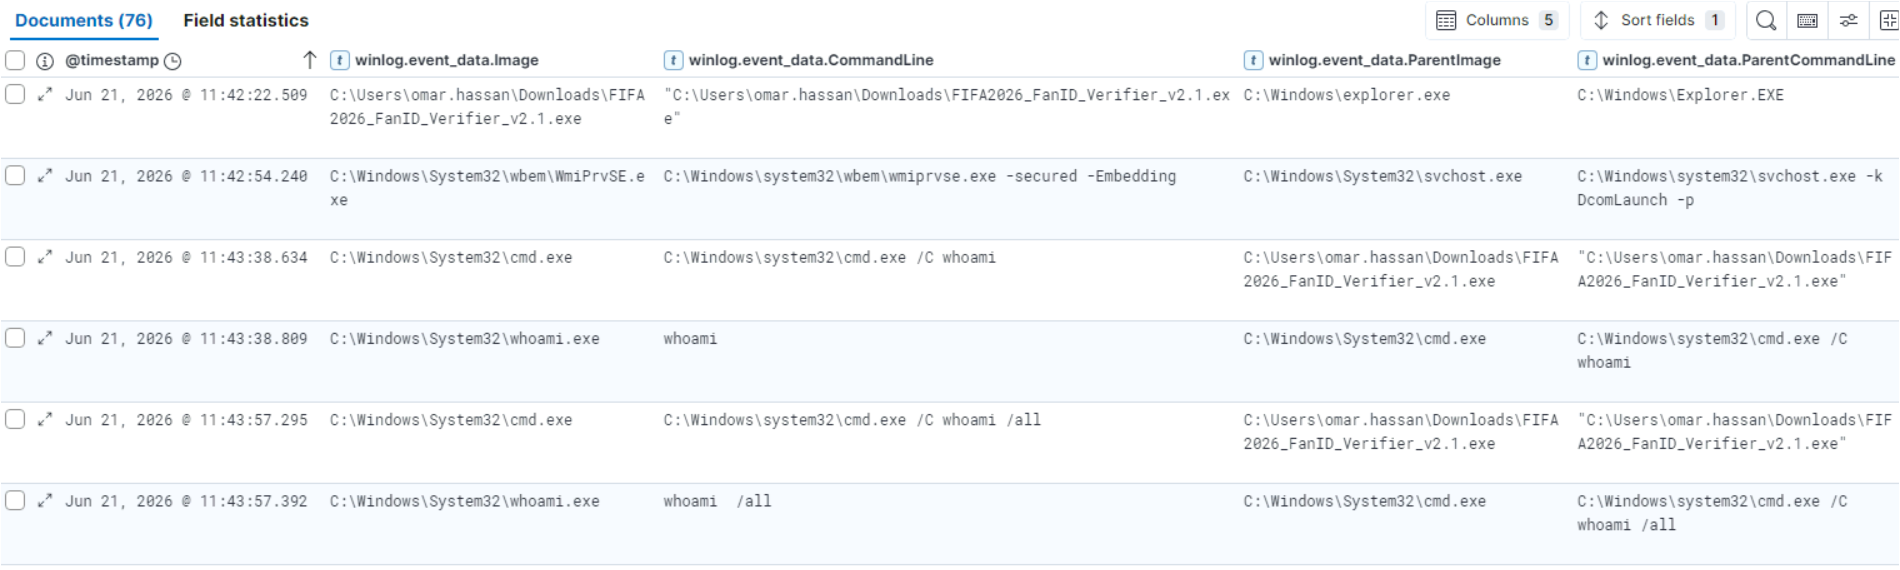 Documents (76) Field statistics Columns 5 Sort fields 1
@timestamp winlog.event_data.Image winlog.event_data.CommandLine winlog.event_data.ParentImage winlog.event_data.ParentCommandLine
Jun 21, 2026 @ 11:42:22.509 C:\Users\omar.hassan\Downloads\FIFA "C:\Users\omar.hassan\Downloads\FIFA2026_FanID_Verifier_v2.1.ex C:\Windows\explorer.exe C:\Windows\Explorer.EXE
2026_FanID_Verifier_v2.1.exe e"
Jun 21, 2026 @ 11:42:54.240 C:\Windows\System32\wbem\WmiPrvSE.e C:\Windows\system32\wbem\wmiprvse.exe -secured -Embedding C:\Windows\System32\svchost.exe C:\Windows\system32\svchost.exe -k
xe DcomLaunch -p
Jun 21, 2026 @ 11:43:38.634 C:\Windows\System32\cmd.exe C:\Windows\system32\cmd.exe /C whoami C:\Users\omar.hassan\Downloads\FIFA "C:\Users\omar.hassan\Downloads\FIF
2026_FanID_Verifier_v2.1.exe A2026_FanID_Verifier_v2.1.exe"
Jun 21, 2026 @ 11:43:38.809 C:\Windows\System32\whoami.exe whoami C:\Windows\System32\cmd.exe C:\Windows\system32\cmd.exe /C
whoami
Jun 21, 2026 @ 11:43:57.295 C:\Windows\System32\cmd.exe C:\Windows\system32\cmd.exe /C whoami /all C:\Users\omar.hassan\Downloads\FIFA "C:\Users\omar.hassan\Downloads\FIF
2026_FanID_Verifier_v2.1.exe A2026_FanID_Verifier_v2.1.exe"
Jun 21, 2026 @ 11:43:57.392 C:\Windows\System32\whoami.exe whoami  /all C:\Windows\System32\cmd.exe C:\Windows\system32\cmd.exe /C
whoami /all